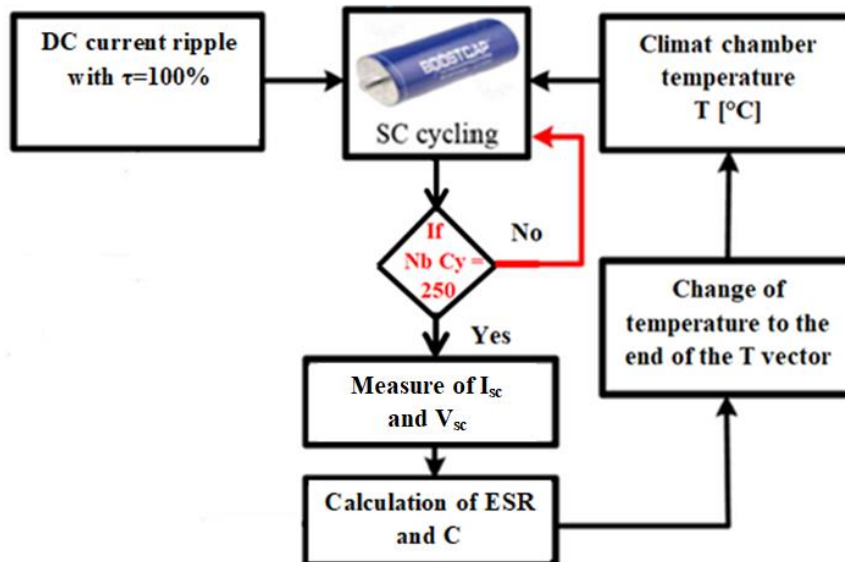 DC current ripple
with τ=100%
BOOSTCAP
SC cycling
Climat chamber
temperature
T [°C]
If
Nb Cy =
250
No
Yes
Change of
temperature to the
end of the T vector
Measure of Isc
and Vsc
Calculation of ESR
and C